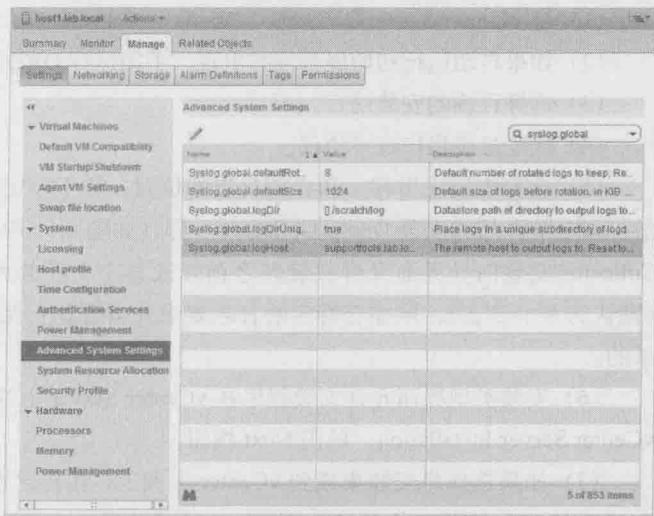 host1.lab.local Actions
Summary Monitor Manage Related Objects
Settings Networking Storage Alarm Definitions Tags Permissions
Advanced System Settings
syslog.global
Name 1 Value Description
Syslog.global.defaultRot.. 8 Default number of rotated logs to keep. Re...
Syslog.global.defaultSize 1024 Default size of logs before rotation, in KiB ...
Syslog.global.logDir [] /scratch/log Datastore path of directory to output logs to...
Syslog.global.logDirUniq.. true Place logs in a unique subdirectory of logd...
Syslog.global.logHost supporttools.lab.lo... The remote host to output logs to. Reset to...
Virtual Machines
Default VM Compatibility
VM Startup/Shutdown
Agent VM Settings
Swap file location
System
Licensing
Host profile
Time Configuration
Authentication Services
Power Management
Advanced System Settings
System Resource Allocation
Security Profile
Hardware
Processors
Memory
Power Management
5 of 853 items